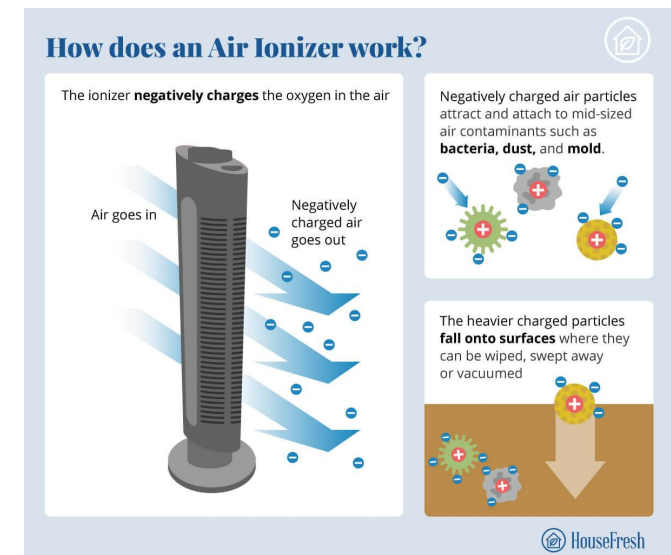 How does an Air Ionizer work?
The ionizer negatively charges the oxygen in the air
Air goes in
Negatively
charged air
goes out
Negatively charged air particles
attract and attach to mid-sized
air contaminants such as
bacteria, dust, and mold.
The heavier charged particles
fall onto surfaces where they
can be wiped, swept away
or vacuumed
HouseFresh